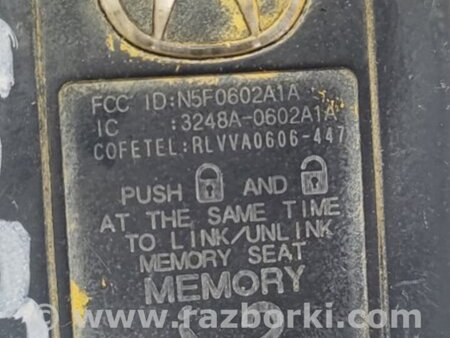 FCC ID:N5F0602A1A
IC :3248A-0602A1A
COFETEL:RLVVA0606-447
PUSH AND
AT THE SAME TIME
TO LINK/UNLINK
MEMORY SEAT
MEMORY
www.razborki.com